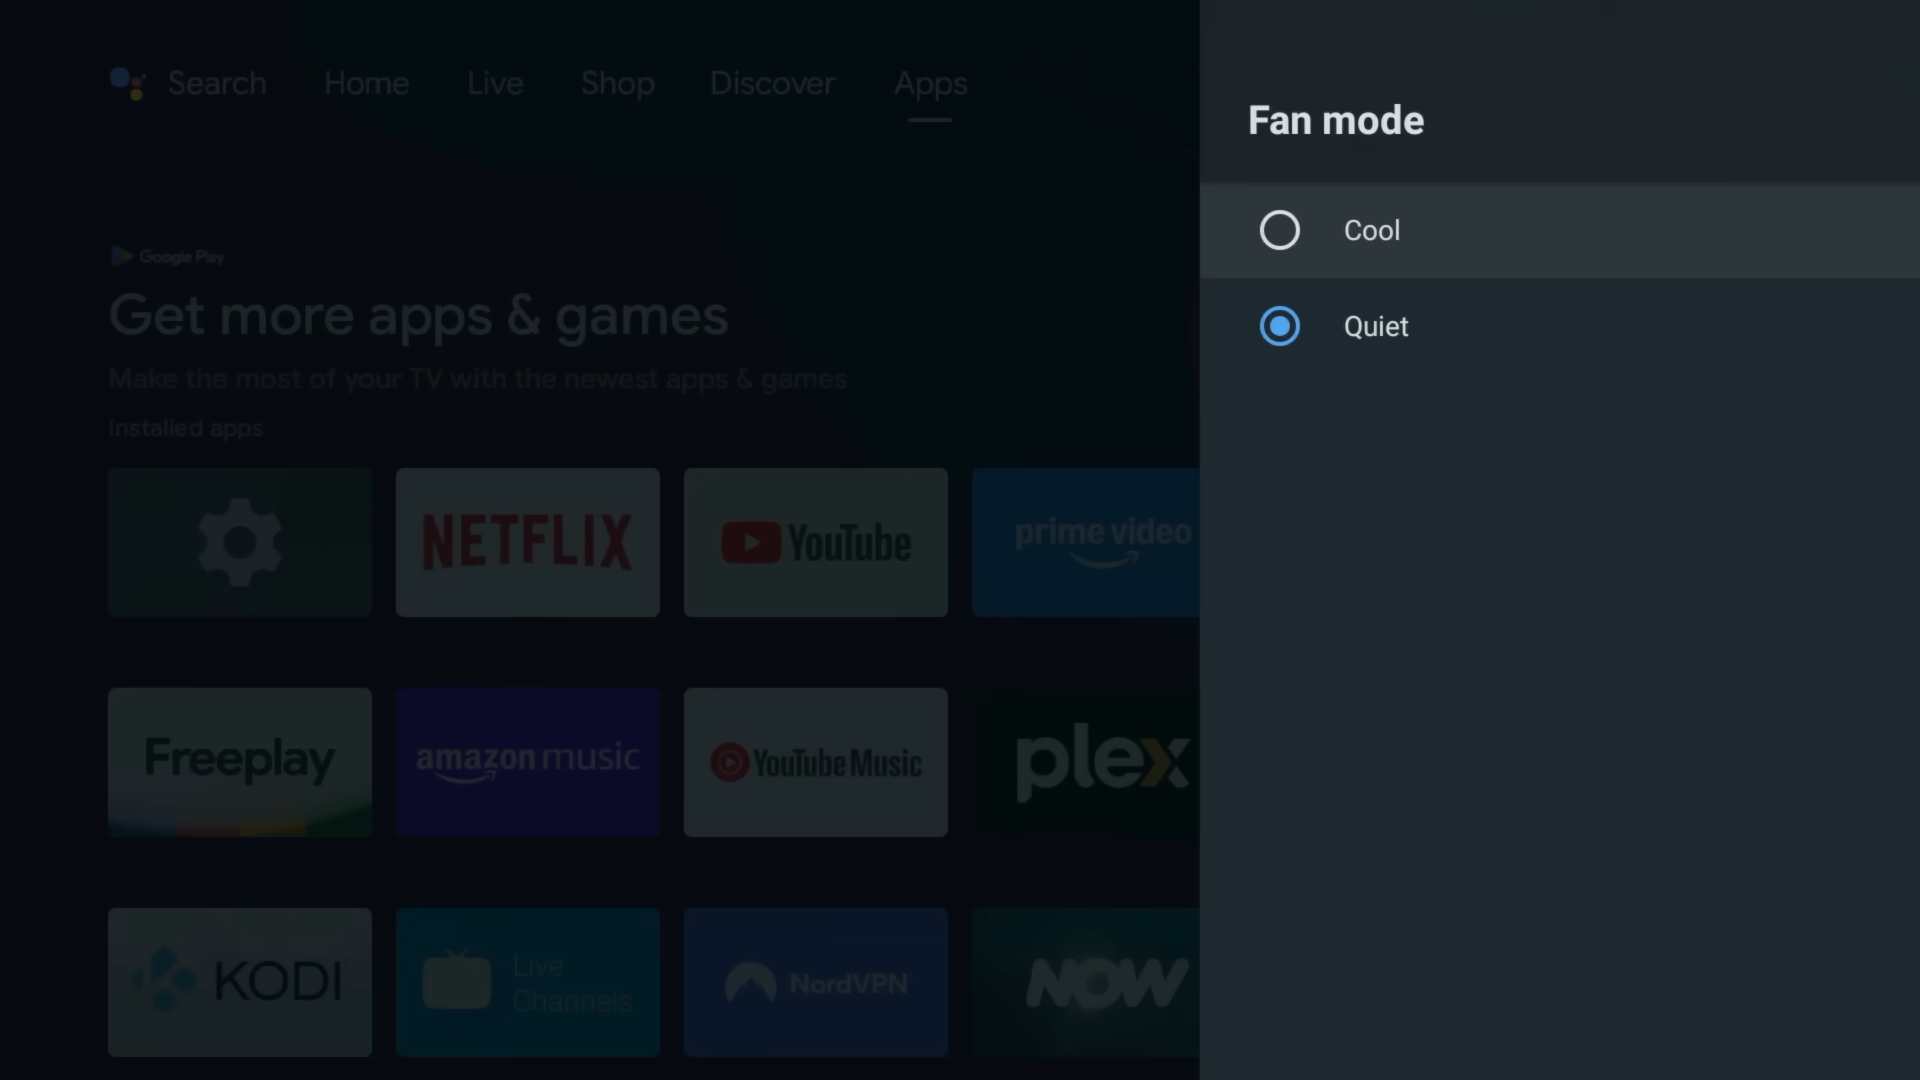 Search Home Live Shop Discover Apps
Google Play
Get more apps & games
Make the most of your TV with the newest apps & games
Installed apps
NETFLIX
YouTube
prime video
Freeplay
amazon music
YouTube Music
plex
KODI
Live
Channels
NordVPN
NOW
Fan mode
Cool
Quiet